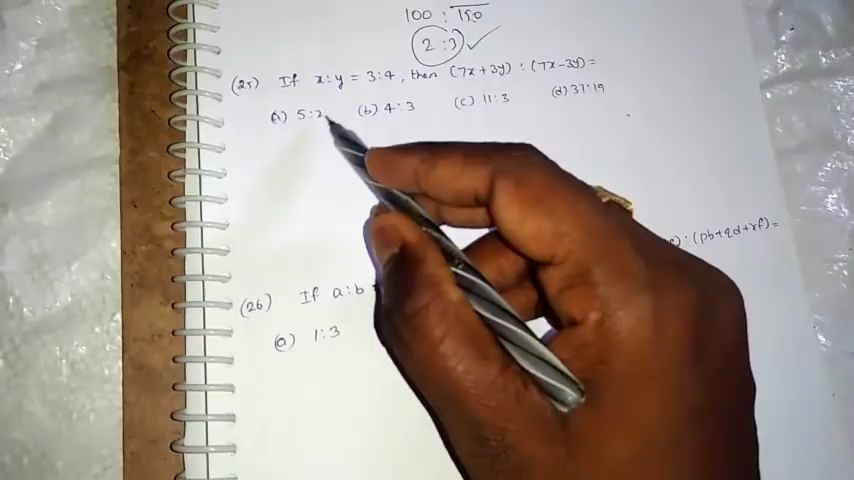 100 : 150
2 : 3
(25) If x:y = 3:4, then (7x+3y) : (7x-3y) =
(a) 5:2 (b) 4:3 (c) 11:3 (d) 37:19
(26) If a:b : (pb+qd+rf) =
(a) 1:3